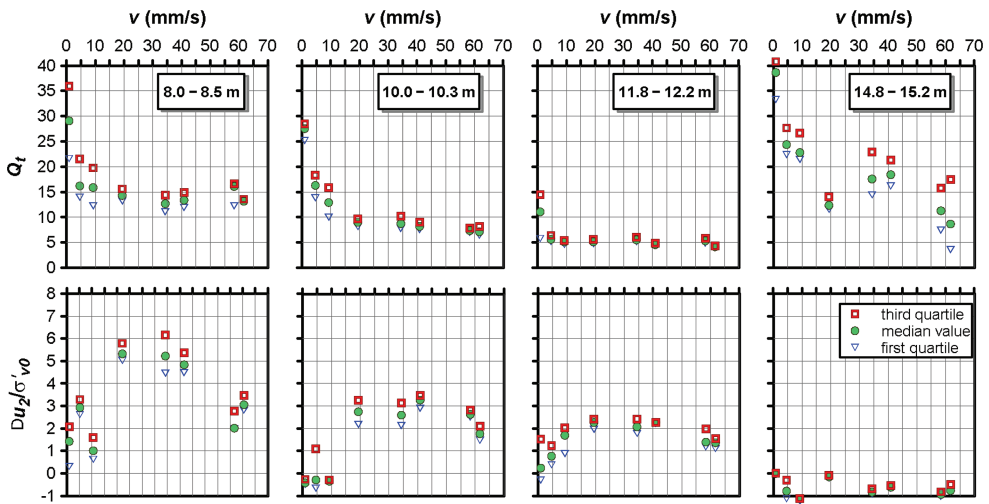 v (mm/s) v (mm/s) v (mm/s) v (mm/s)
0 10 20 30 40 50 60 70 0 10 20 30 40 50 60 70 0 10 20 30 40 50 60 70 0 10 20 30 40 50 60 70
40
35
30
25
20
15
10
5
0
Qt
8.0 – 8.5 m
10.0 – 10.3 m
11.8 – 12.2 m
14.8 – 15.2 m
8
7
6
5
4
3
2
1
0
-1
Du2/σ'v0
third quartile
median value
first quartile